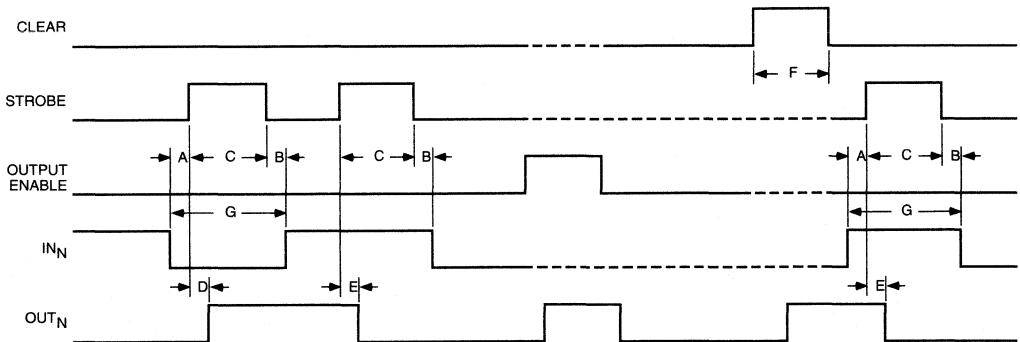 CLEAR
F
STROBE
A C B C B A C B
OUTPUT
ENABLE
G G
IN_N
D E E
OUT_N